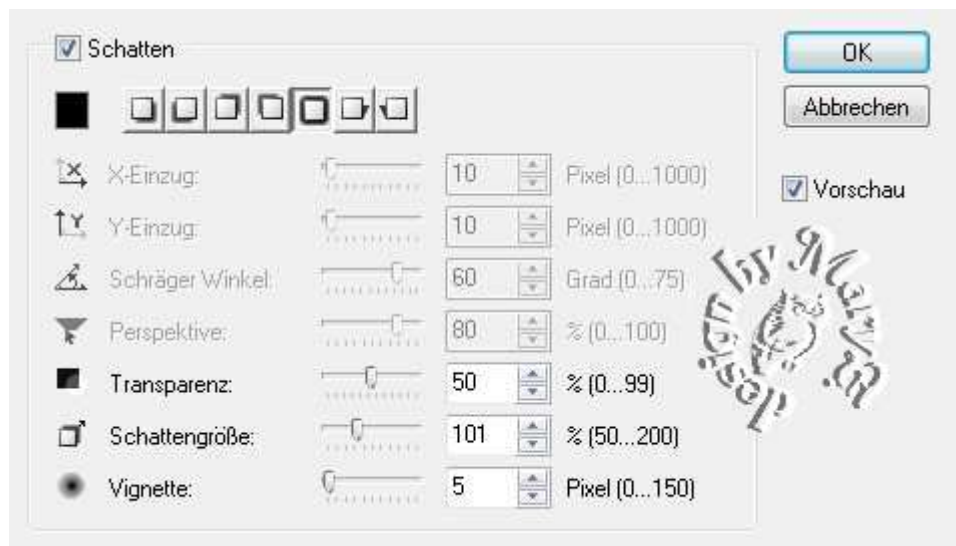 Schatten
OK
Abbrechen
X-Einzug: 10 Pixel (0...1000)
Vorschau
Y-Einzug: 10 Pixel (0...1000)
Schräger Winkel: 60 Grad (0...75)
Perspektive: 80 % (0...100)
Transparenz: 50 % (0...99)
Schattengröße: 101 % (50...200)
Vignette: 5 Pixel (0...150)
design by Mary.W.